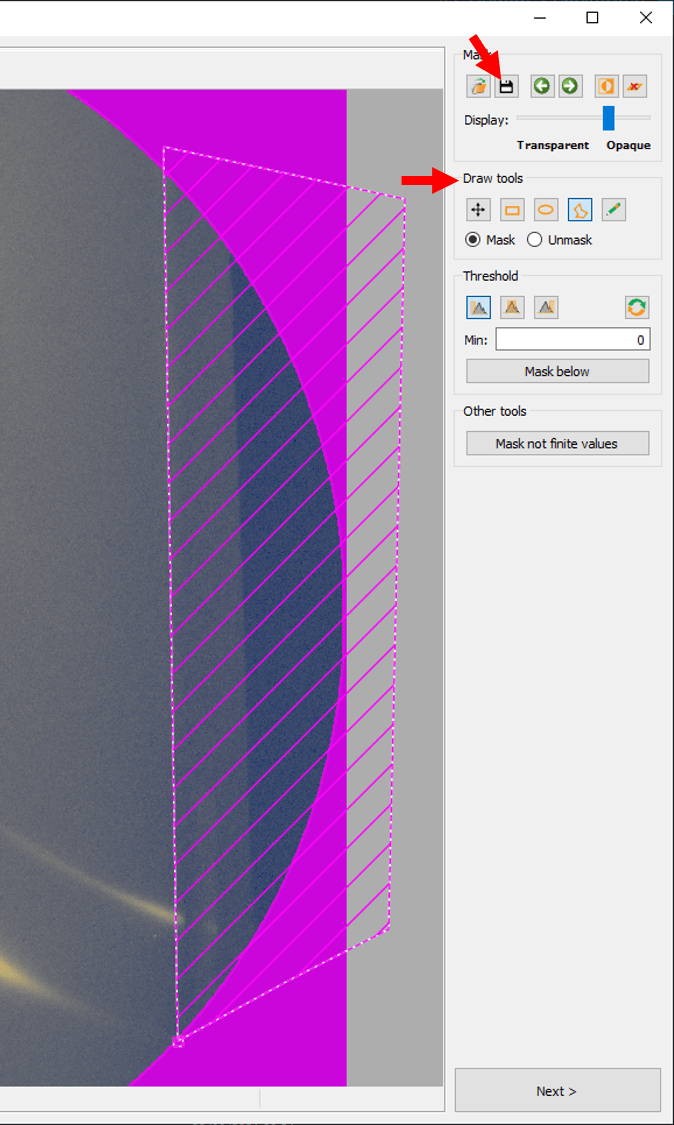 Display:
Transparent Opaque
Draw tools
Mask Unmask
Threshold
Min: 0
Mask below
Other tools
Mask not finite values
Next >